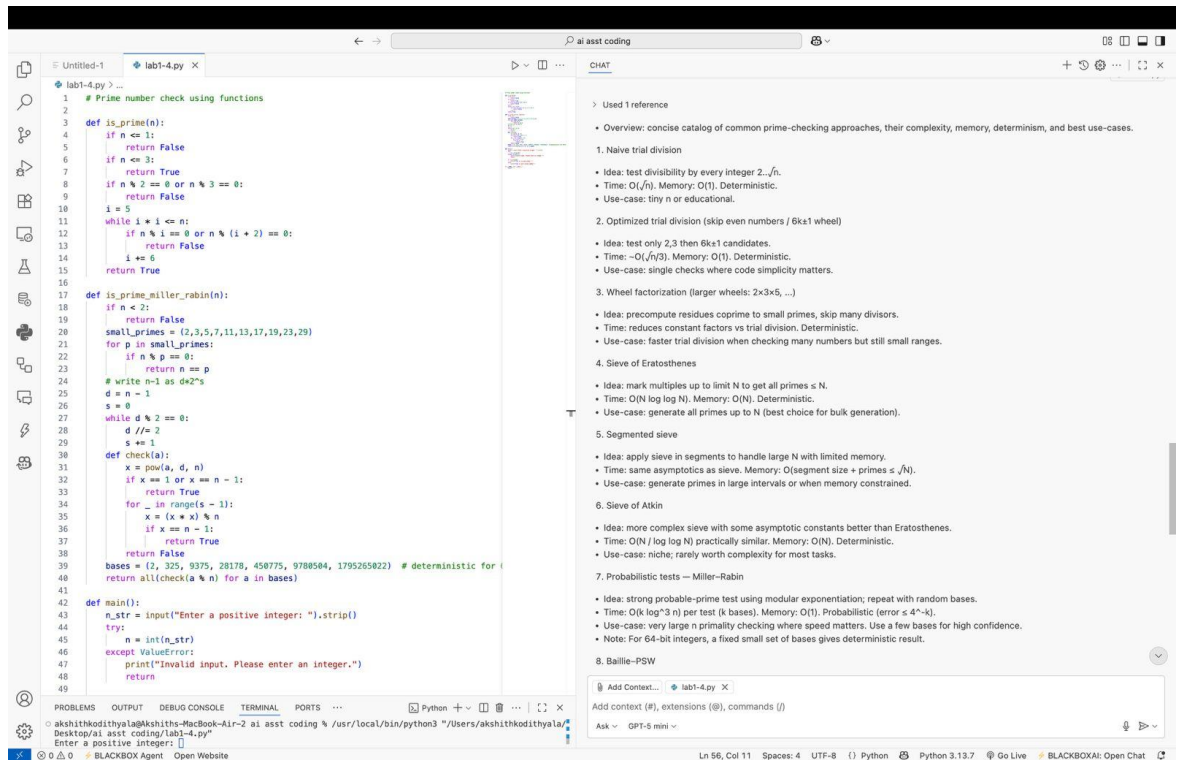 ai asst coding
Untitled-1
lab1-4.py
CHAT
lab1-4.py > ...
1 # Prime number check using functions
2
3 def is_prime(n):
4     if n <= 1:
5         return False
6     if n <= 3:
7         return True
8     if n % 2 == 0 or n % 3 == 0:
9         return False
10     i = 5
11     while i * i <= n:
12         if n % i == 0 or n % (i + 2) == 0:
13             return False
14         i += 6
15     return True
16
17 def is_prime_miller_rabin(n):
18     if n < 2:
19         return False
20     small_primes = (2,3,5,7,11,13,17,19,23,29)
21     for p in small_primes:
22         if n % p == 0:
23             return n == p
24     # write n-1 as d*2^s
25     d = n - 1
26     s = 0
27     while d % 2 == 0:
28         d //= 2
29         s += 1
30     def check(a):
31         x = pow(a, d, n)
32         if x == 1 or x == n - 1:
33             return True
34         for _ in range(s - 1):
35             x = (x * x) % n
36             if x == n - 1:
37                 return True
38         return False
39     bases = (2, 325, 9375, 28178, 450775, 9780504, 1795265022)  # deterministic for
40     return all(check(a % n) for a in bases)
41
42 def main():
43     n_str = input("Enter a positive integer: ").strip()
44     try:
45         n = int(n_str)
46     except ValueError:
47         print("Invalid input. Please enter an integer.")
48         return
49
PROBLEMS OUTPUT DEBUG CONSOLE TERMINAL PORTS ... Python
akshithkodithyala@Akshiths-MacBook-Air-2 ai asst coding % /usr/local/bin/python3 "/Users/akshithkodithyala/
Desktop/ai asst coding/lab1-4.py"
Enter a positive integer:
> Used 1 reference
• Overview: concise catalog of common prime-checking approaches, their complexity, memory, determinism, and best use-cases.
1. Naive trial division
• Idea: test divisibility by every integer 2..√n.
• Time: O(√n). Memory: O(1). Deterministic.
• Use-case: tiny n or educational.
2. Optimized trial division (skip even numbers / 6k±1 wheel)
• Idea: test only 2,3 then 6k±1 candidates.
• Time: ~O(√n/3). Memory: O(1). Deterministic.
• Use-case: single checks where code simplicity matters.
3. Wheel factorization (larger wheels: 2×3×5, ...)
• Idea: precompute residues coprime to small primes, skip many divisors.
• Time: reduces constant factors vs trial division. Deterministic.
• Use-case: faster trial division when checking many numbers but still small ranges.
4. Sieve of Eratosthenes
• Idea: mark multiples up to limit N to get all primes ≤ N.
• Time: O(N log log N). Memory: O(N). Deterministic.
• Use-case: generate all primes up to N (best choice for bulk generation).
5. Segmented sieve
• Idea: apply sieve in segments to handle large N with limited memory.
• Time: same asymptotics as sieve. Memory: O(segment size + primes ≤ √N).
• Use-case: generate primes in large intervals or when memory constrained.
6. Sieve of Atkin
• Idea: more complex sieve with some asymptotic constants better than Eratosthenes.
• Time: O(N / log log N) practically similar. Memory: O(N). Deterministic.
• Use-case: niche; rarely worth complexity for most tasks.
7. Probabilistic tests — Miller–Rabin
• Idea: strong probable-prime test using modular exponentiation; repeat with random bases.
• Time: O(k log^3 n) per test (k bases). Memory: O(1). Probabilistic (error ≤ 4^-k).
• Use-case: very large n primality checking where speed matters. Use a few bases for high confidence.
• Note: For 64-bit integers, a fixed small set of bases gives deterministic result.
8. Baillie–PSW
Add Context... lab1-4.py
Add context (#), extensions (@), commands (/)
Ask GPT-5 mini
0 0 BLACKBOX Agent Open Website Ln 56, Col 11 Spaces: 4 UTF-8 {} Python Python 3.13.7 Go Live BLACKBOXAI: Open Chat